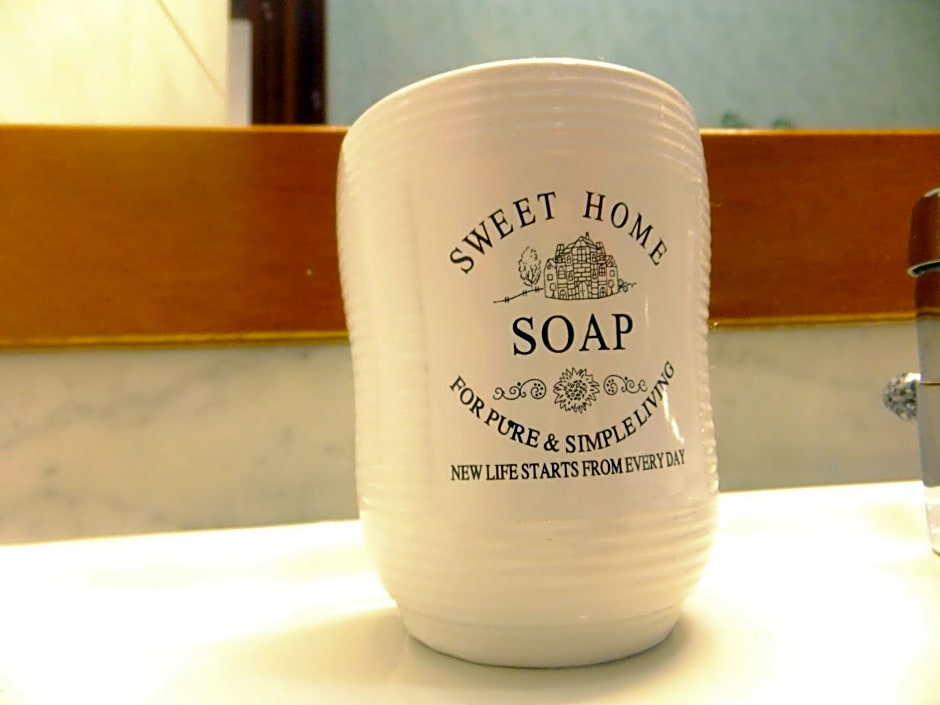 SWEET HOME
SOAP
FOR PURE & SIMPLE LIVING
NEW LIFE STARTS FROM EVERY DAY